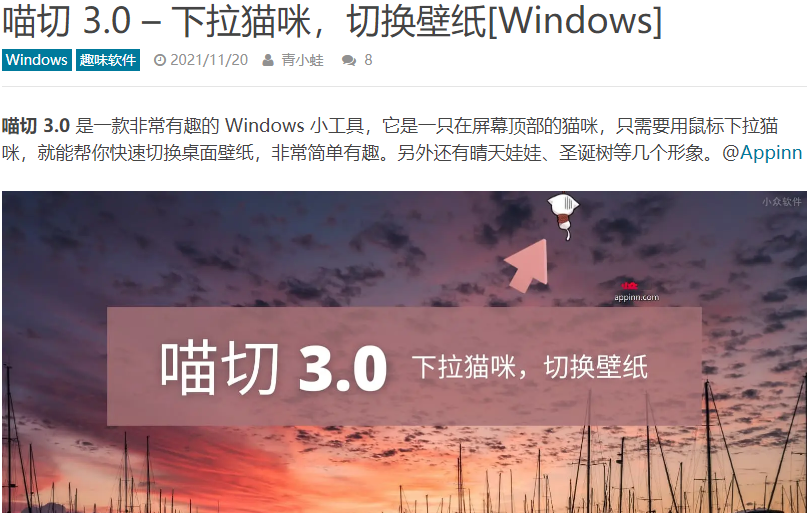 喵切 3.0 – 下拉猫咪，切换壁纸[Windows]
Windows 趣味软件 2021/11/20 青小蛙 8
喵切 3.0 是一款非常有趣的 Windows 小工具，它是一只在屏幕顶部的猫咪，只需要用鼠标下拉猫
咪，就能帮你快速切换桌面壁纸，非常简单有趣。另外还有晴天娃娃、圣诞树等几个形象。@Appinn
小众软件
appinn.com
喵切 3.0 下拉猫咪，切换壁纸